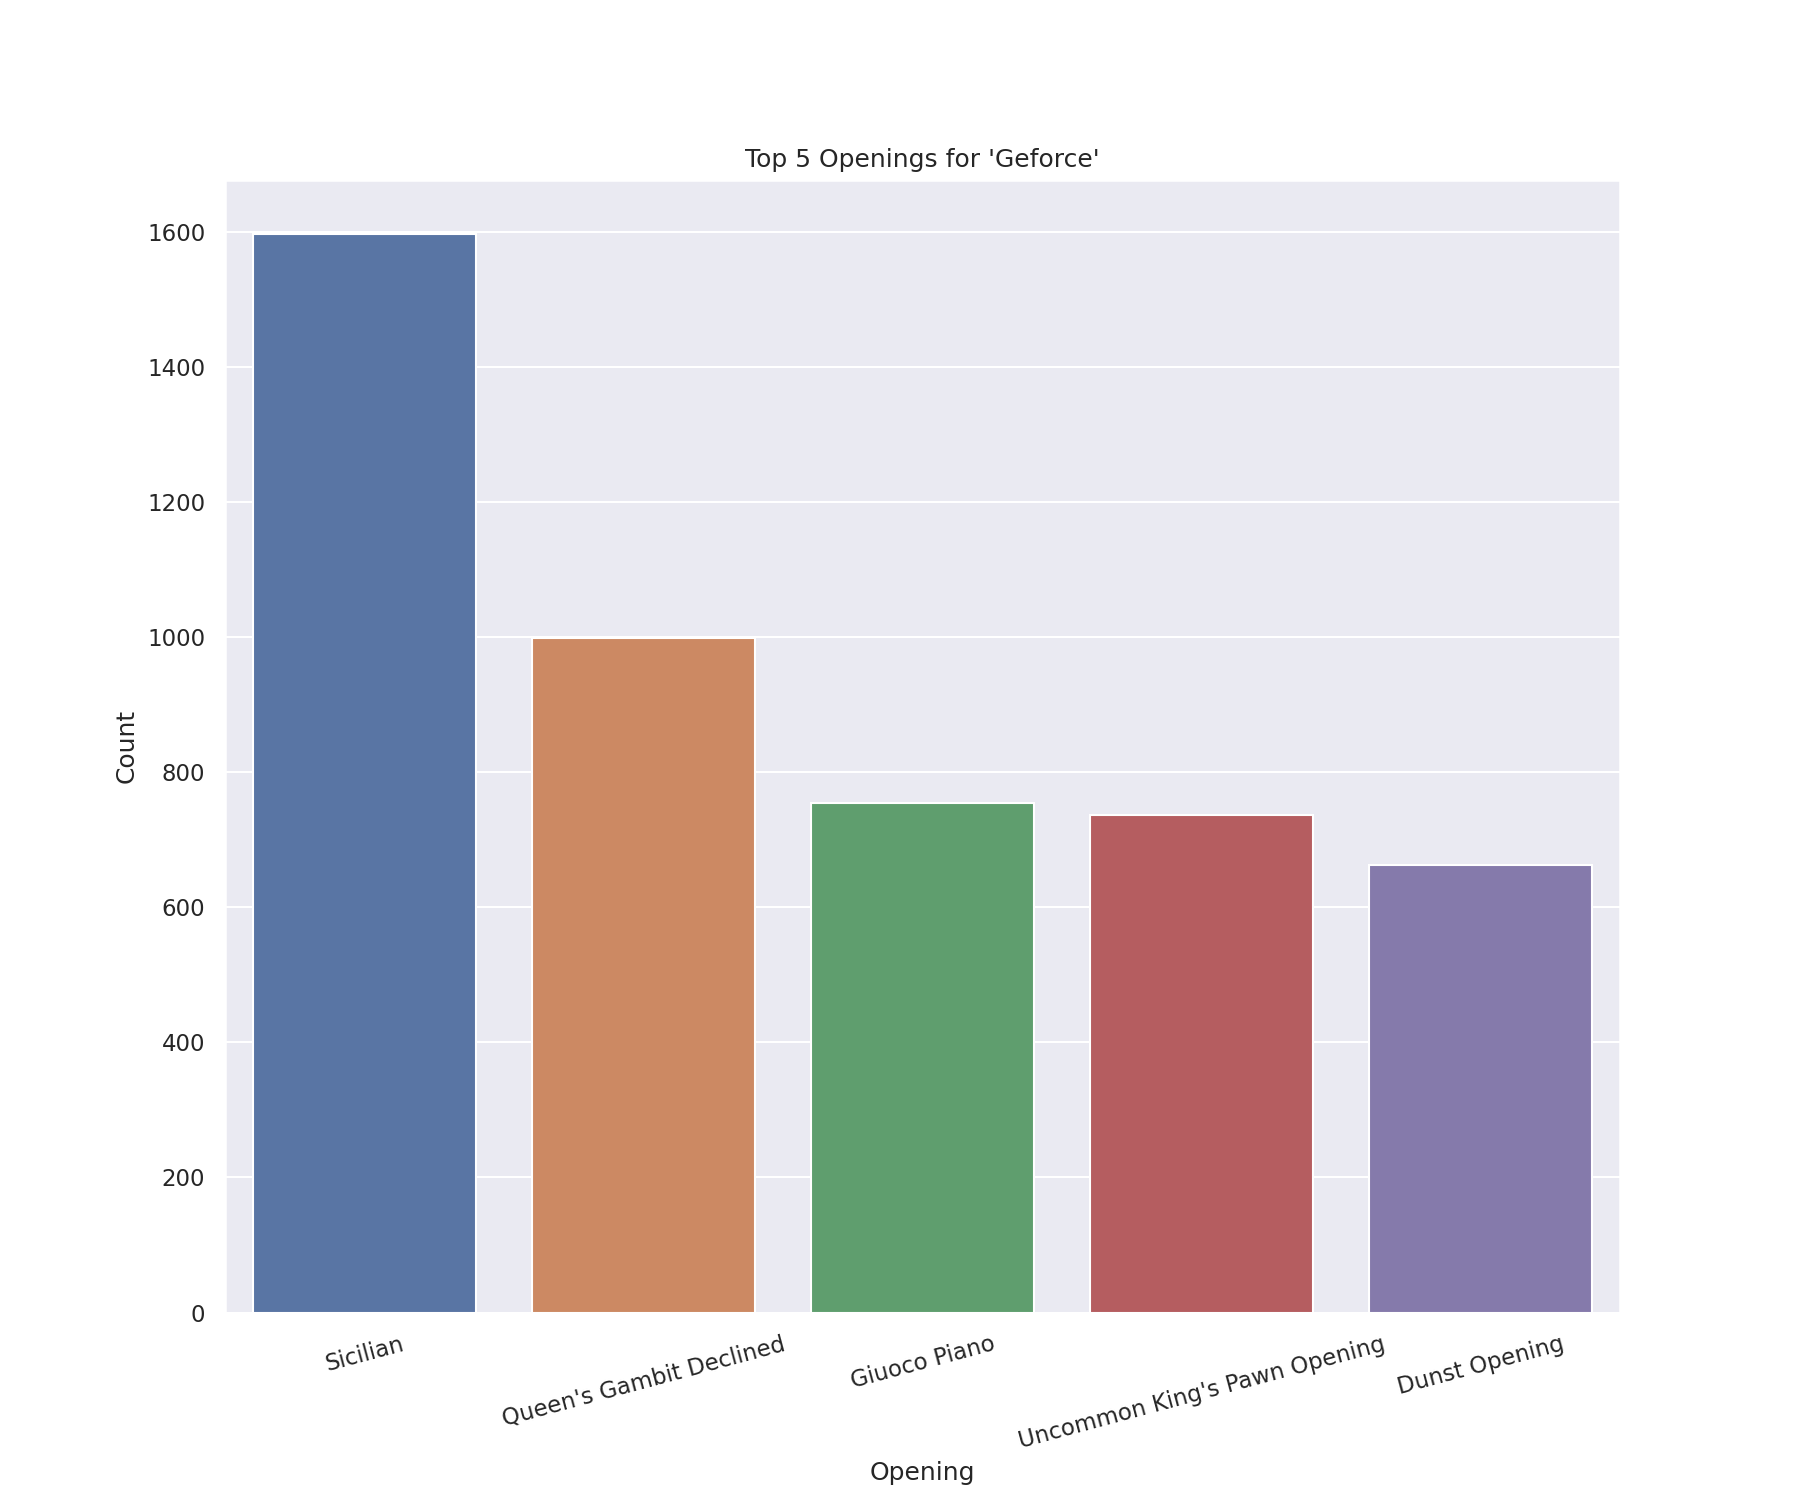 Top 5 Openings for 'Geforce'
1600
1400
1200
1000
800
600
400
200
0
Count
Sicilian
Queen's Gambit Declined
Giuoco Piano
Uncommon King's Pawn Opening
Dunst Opening
Opening